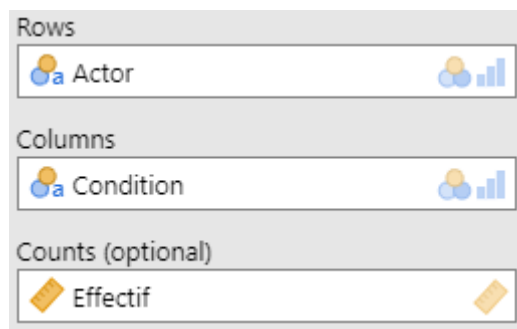 Rows
Actor
Columns
Condition
Counts (optional)
Effectif